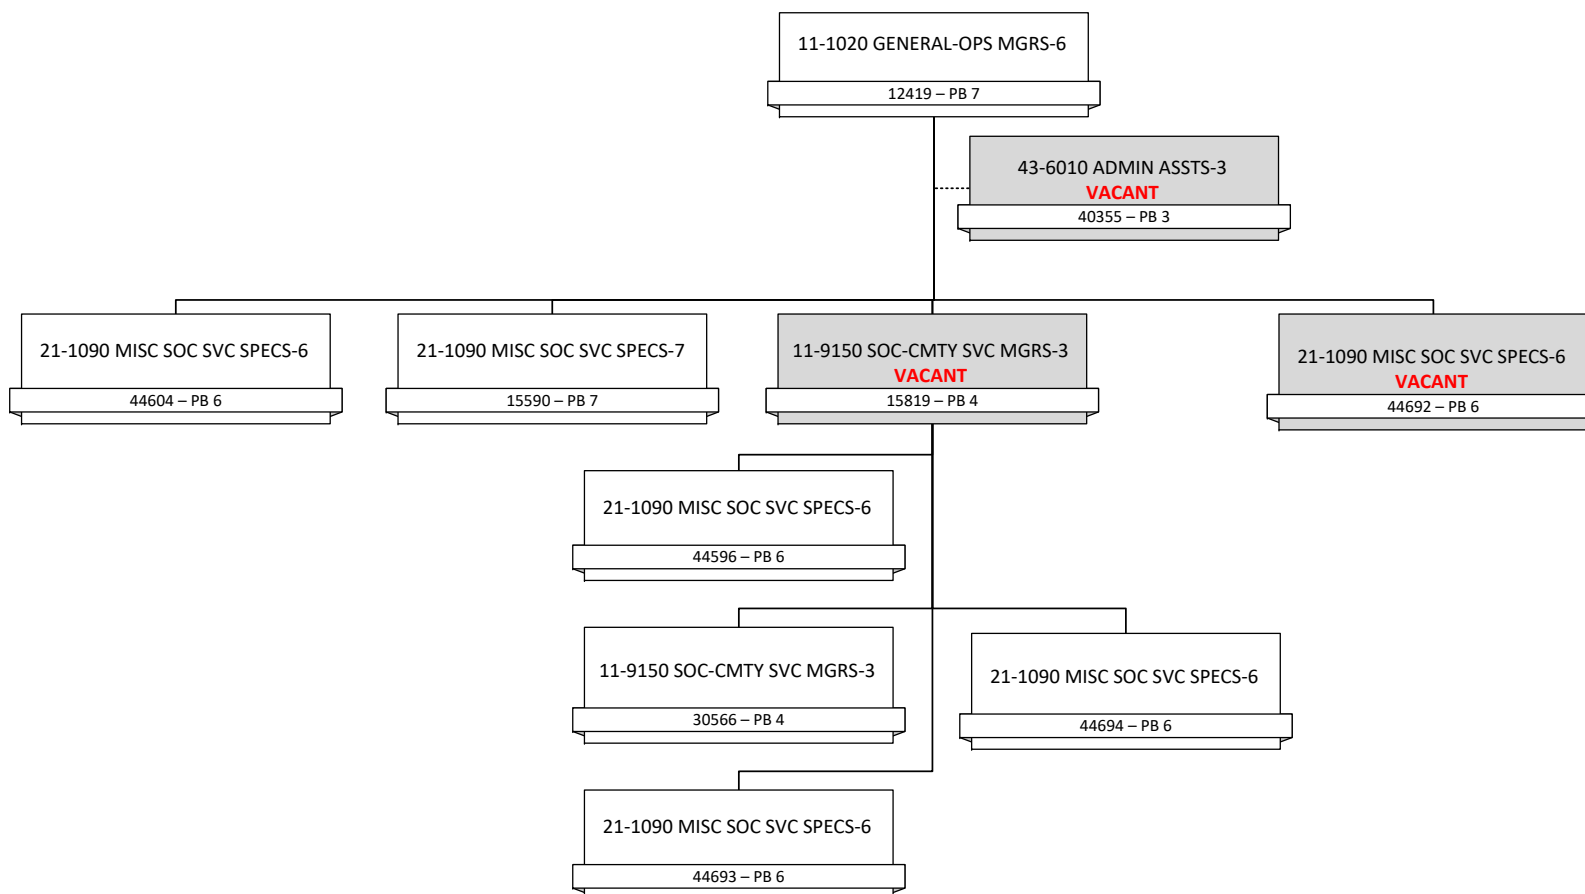 11-1020 GENERAL-OPS MGRS-6
12419 – PB 7
43-6010 ADMIN ASSTS-3
VACANT
40355 – PB 3
21-1090 MISC SOC SVC SPECS-6
44604 – PB 6
21-1090 MISC SOC SVC SPECS-7
15590 – PB 7
11-9150 SOC-CMTY SVC MGRS-3
VACANT
15819 – PB 4
21-1090 MISC SOC SVC SPECS-6
VACANT
44692 – PB 6
21-1090 MISC SOC SVC SPECS-6
44596 – PB 6
11-9150 SOC-CMTY SVC MGRS-3
30566 – PB 4
21-1090 MISC SOC SVC SPECS-6
44694 – PB 6
21-1090 MISC SOC SVC SPECS-6
44693 – PB 6